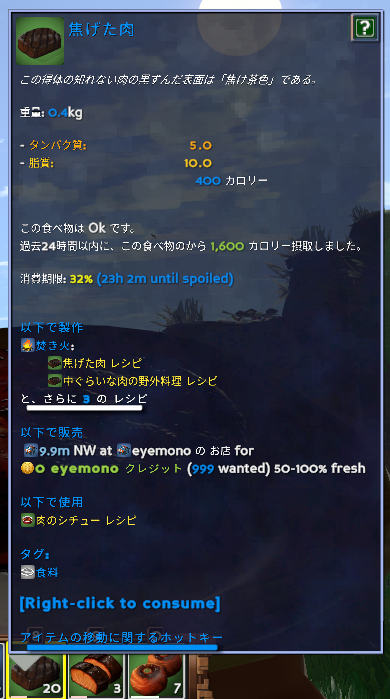 焦げた肉
?
この得体の知れない肉の黒ずんだ表面は「焦げ茶色」である。
重量: 0.4kg
- タンパク質: 5.0
- 脂質: 10.0
400 カロリー
この食べ物は Ok です。
過去24時間以内に、この食べ物のから 1,600 カロリー摂取しました。
消費期限: 32% (23h 2m until spoiled)
以下で製作
焚き火:
焦げた肉 レシピ
中ぐらいな肉の野外料理 レシピ
と、さらに 3 の レシピ
以下で販売
9.9m NW at eyemono の お店 for
0 eyemono クレジット (999 wanted) 50-100% fresh
以下で使用
肉のシチュー レシピ
タグ:
食料
[Right-click to consume]
アイテムの移動に関するホットキー
20 3 7